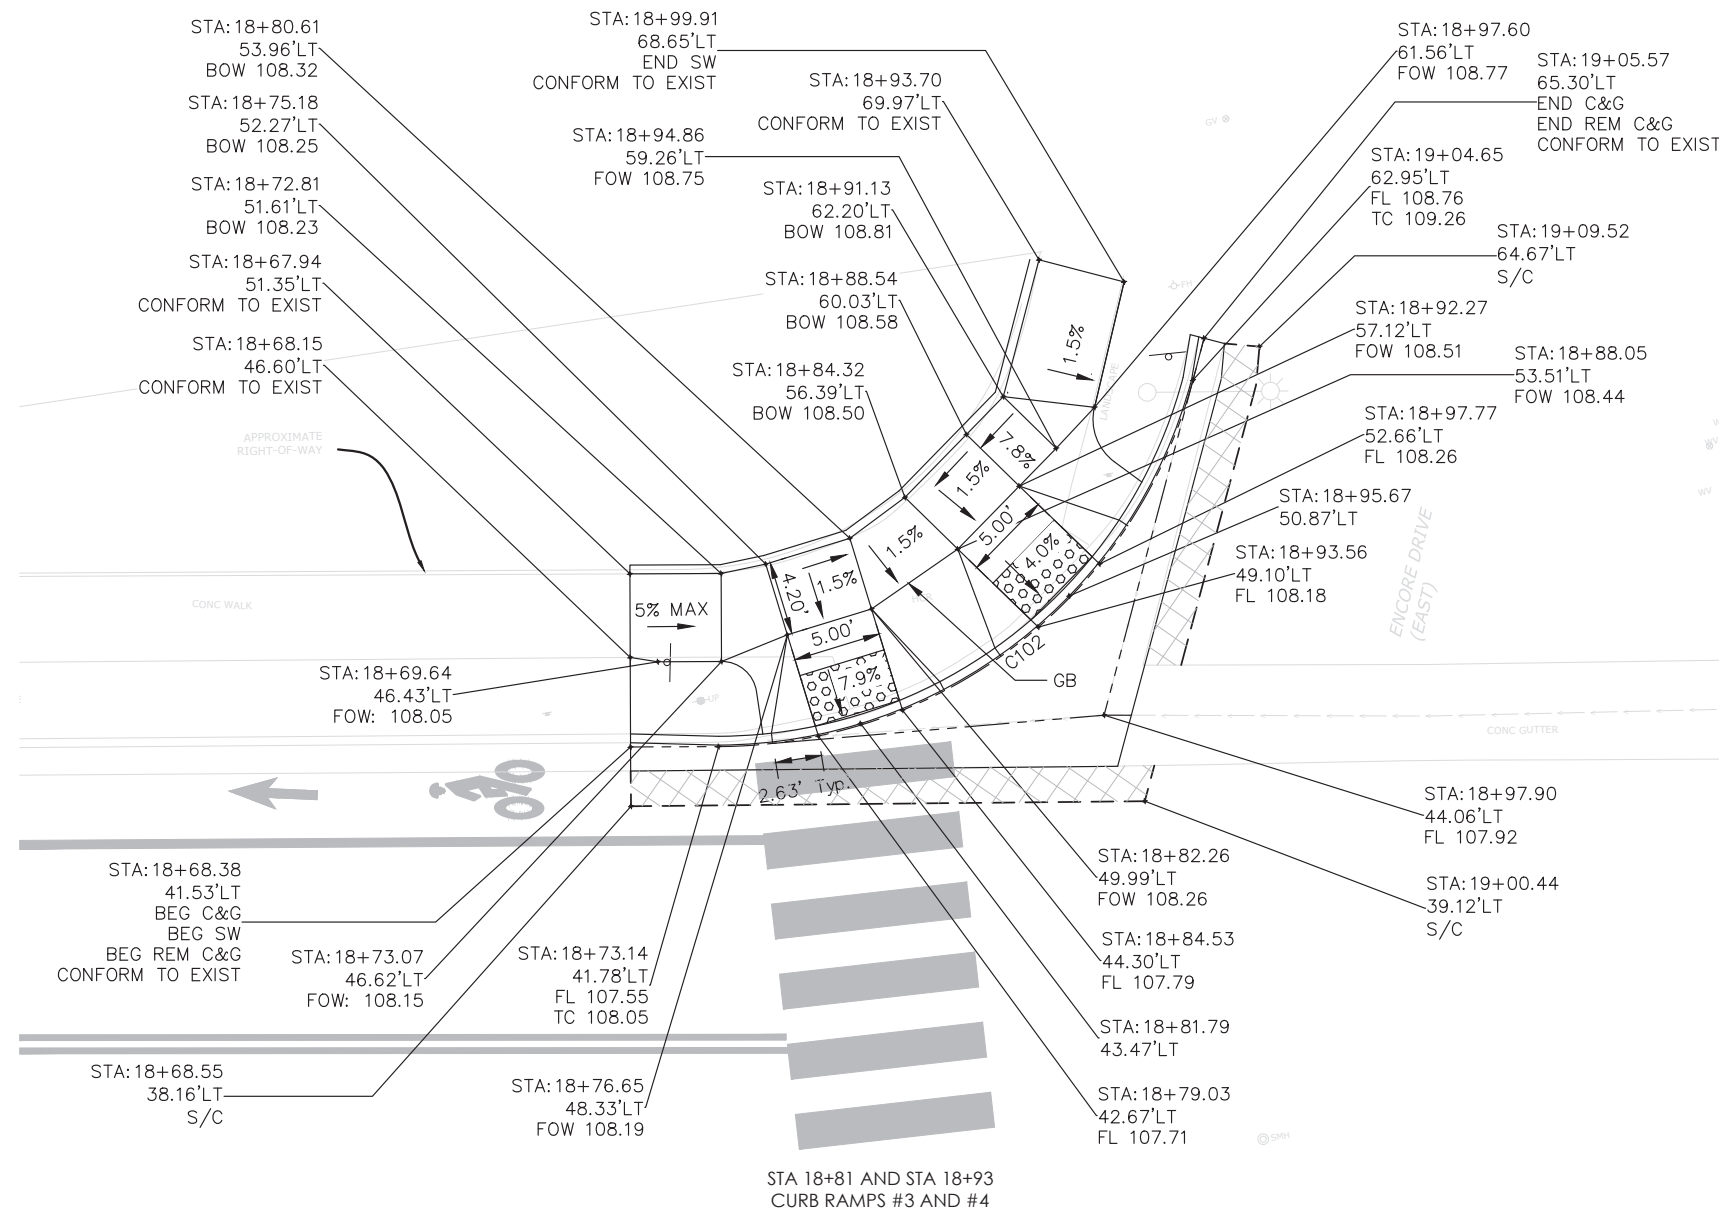 STA:18+80.61
53.96'LT
BOW 108.32
STA:18+75.18
52.27'LT
BOW 108.25
STA:18+72.81
51.61'LT
BOW 108.23
STA:18+67.94
51.35'LT
CONFORM TO EXIST
STA:18+68.15
46.60'LT
CONFORM TO EXIST
STA:18+99.91
68.65'LT
END SW
CONFORM TO EXIST
STA:18+93.70
69.97'LT
CONFORM TO EXIST
STA:18+94.86
59.26'LT
FOW 108.75
STA:18+91.13
62.20'LT
BOW 108.81
STA:18+88.54
60.03'LT
BOW 108.58
STA:18+84.32
56.39'LT
BOW 108.50
STA:18+97.60
61.56'LT
FOW 108.77
STA:19+05.57
65.30'LT
END C&G
END REM C&G
CONFORM TO EXIST
STA:19+04.65
62.95'LT
FL 108.76
TC 109.26
STA:19+09.52
64.67'LT
S/C
STA:18+92.27
57.12'LT
FOW 108.51
STA:18+88.05
53.51'LT
FOW 108.44
STA:18+97.77
52.66'LT
FL 108.26
STA:18+95.67
50.87'LT
STA:18+93.56
49.10'LT
FL 108.18
GV
FH
LANDSCAPE
WV
WV
APPROXIMATE
RIGHT-OF-WAY
CONC WALK
1.5%
7.8%
1.5%
5.00'
4.0%
1.5%
1.5%
4.20'
5.00'
7.9%
5% MAX
C102
GB
UP
ENCORE DRIVE
(EAST)
CONC GUTTER
2.63' Typ.
STA:18+69.64
46.43'LT
FOW: 108.05
STA:18+68.38
41.53'LT
BEG C&G
BEG SW
BEG REM C&G
CONFORM TO EXIST
STA:18+73.07
46.62'LT
FOW: 108.15
STA:18+68.55
38.16'LT
S/C
STA:18+73.14
41.78'LT
FL 107.55
TC 108.05
STA:18+76.65
48.33'LT
FOW 108.19
STA:18+97.90
44.06'LT
FL 107.92
STA:19+00.44
39.12'LT
S/C
STA:18+82.26
49.99'LT
FOW 108.26
STA:18+84.53
44.30'LT
FL 107.79
STA:18+81.79
43.47'LT
STA:18+79.03
42.67'LT
FL 107.71
SMH
STA 18+81 AND STA 18+93
CURB RAMPS #3 AND #4